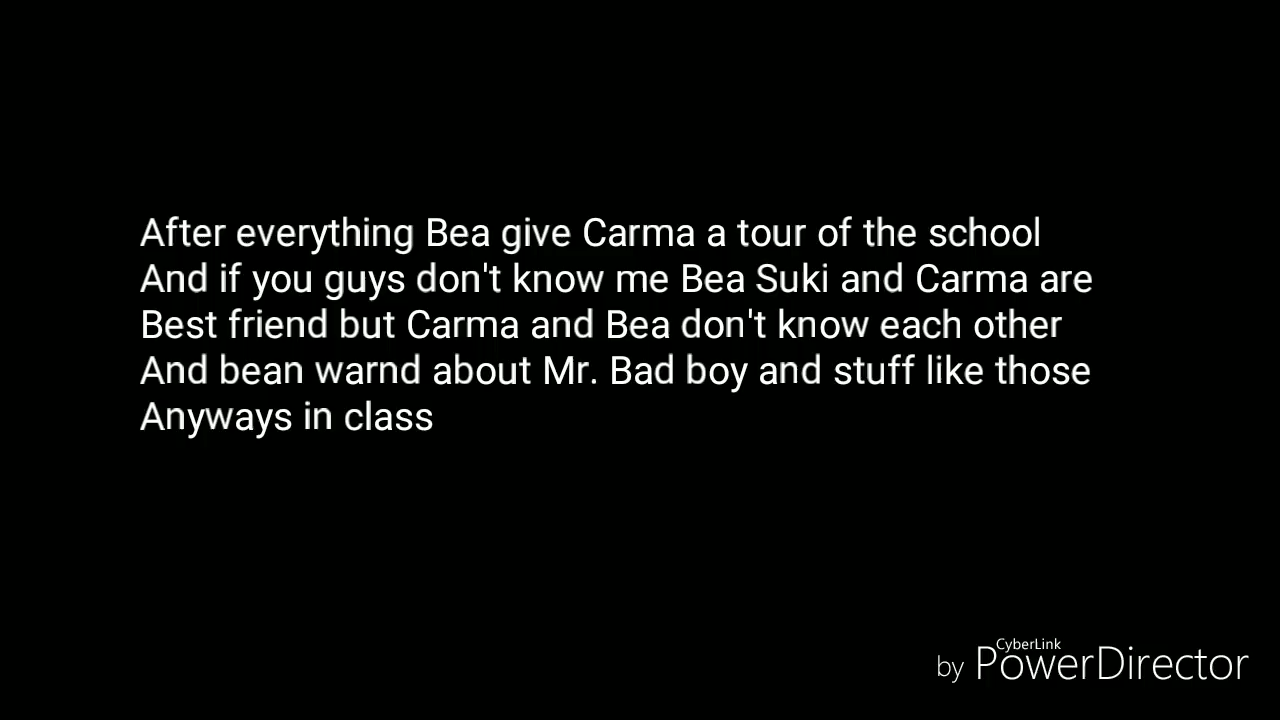 After everything Bea give Carma a tour of the school
And if you guys don't know me Bea Suki and Carma are
Best friend but Carma and Bea don't know each other
And bean warnd about Mr. Bad boy and stuff like those
Anyways in class
CyberLink
by PowerDirector